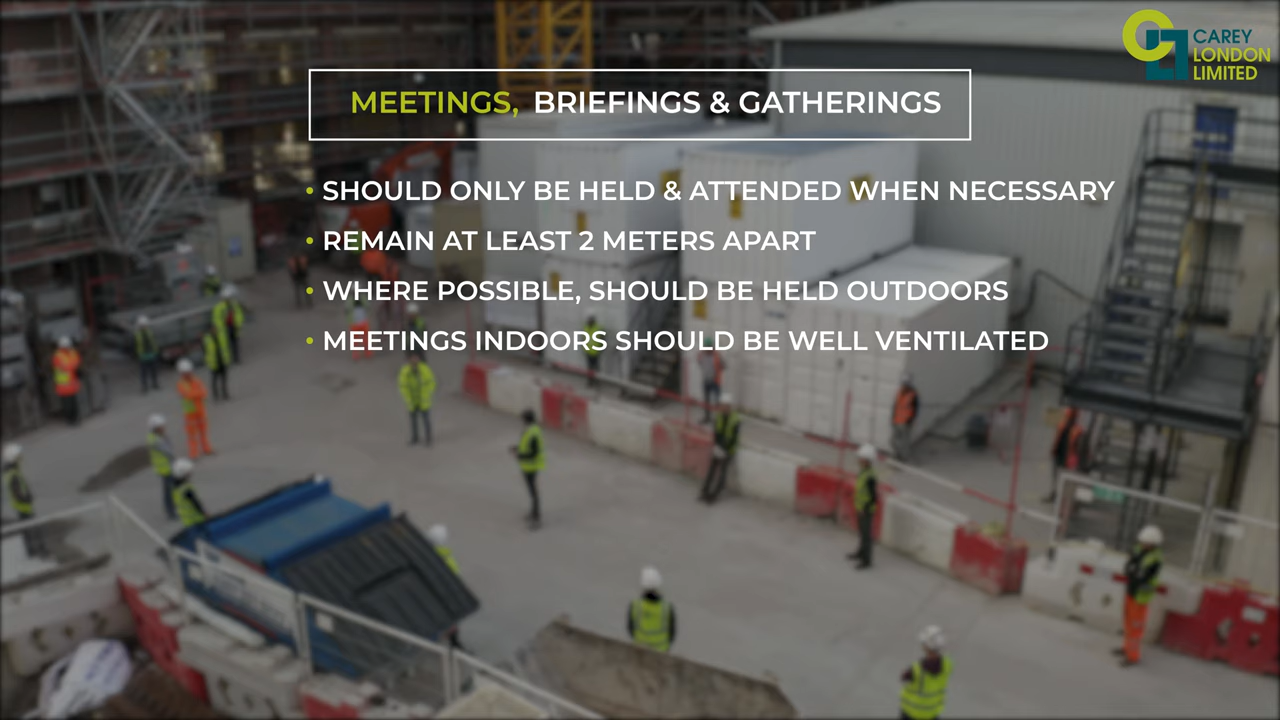 CAREY
LONDON
LIMITED
MEETINGS, BRIEFINGS & GATHERINGS
• SHOULD ONLY BE HELD & ATTENDED WHEN NECESSARY
• REMAIN AT LEAST 2 METERS APART
• WHERE POSSIBLE, SHOULD BE HELD OUTDOORS
• MEETINGS INDOORS SHOULD BE WELL VENTILATED